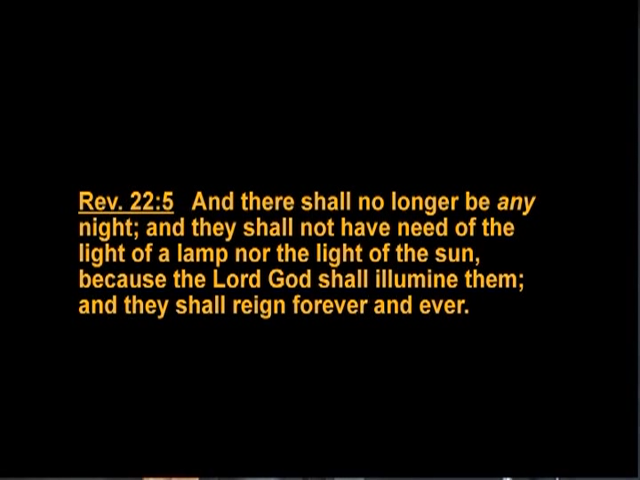 Rev. 22:5 And there shall no longer be any
night; and they shall not have need of the
light of a lamp nor the light of the sun,
because the Lord God shall illumine them;
and they shall reign forever and ever.